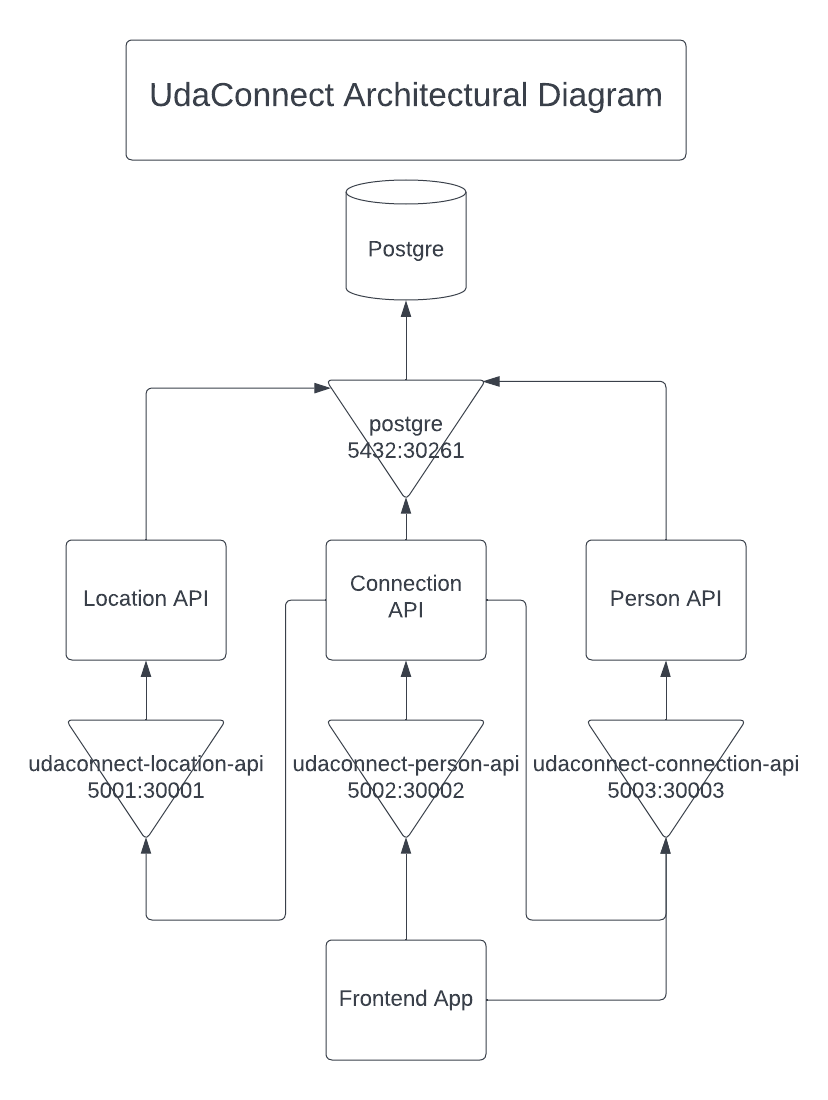 UdaConnect Architectural Diagram
Postgre
postgre
5432:30261
Location API
Connection
API
Person API
udaconnect-location-api
5001:30001
udaconnect-person-api
5002:30002
udaconnect-connection-api
5003:30003
Frontend App